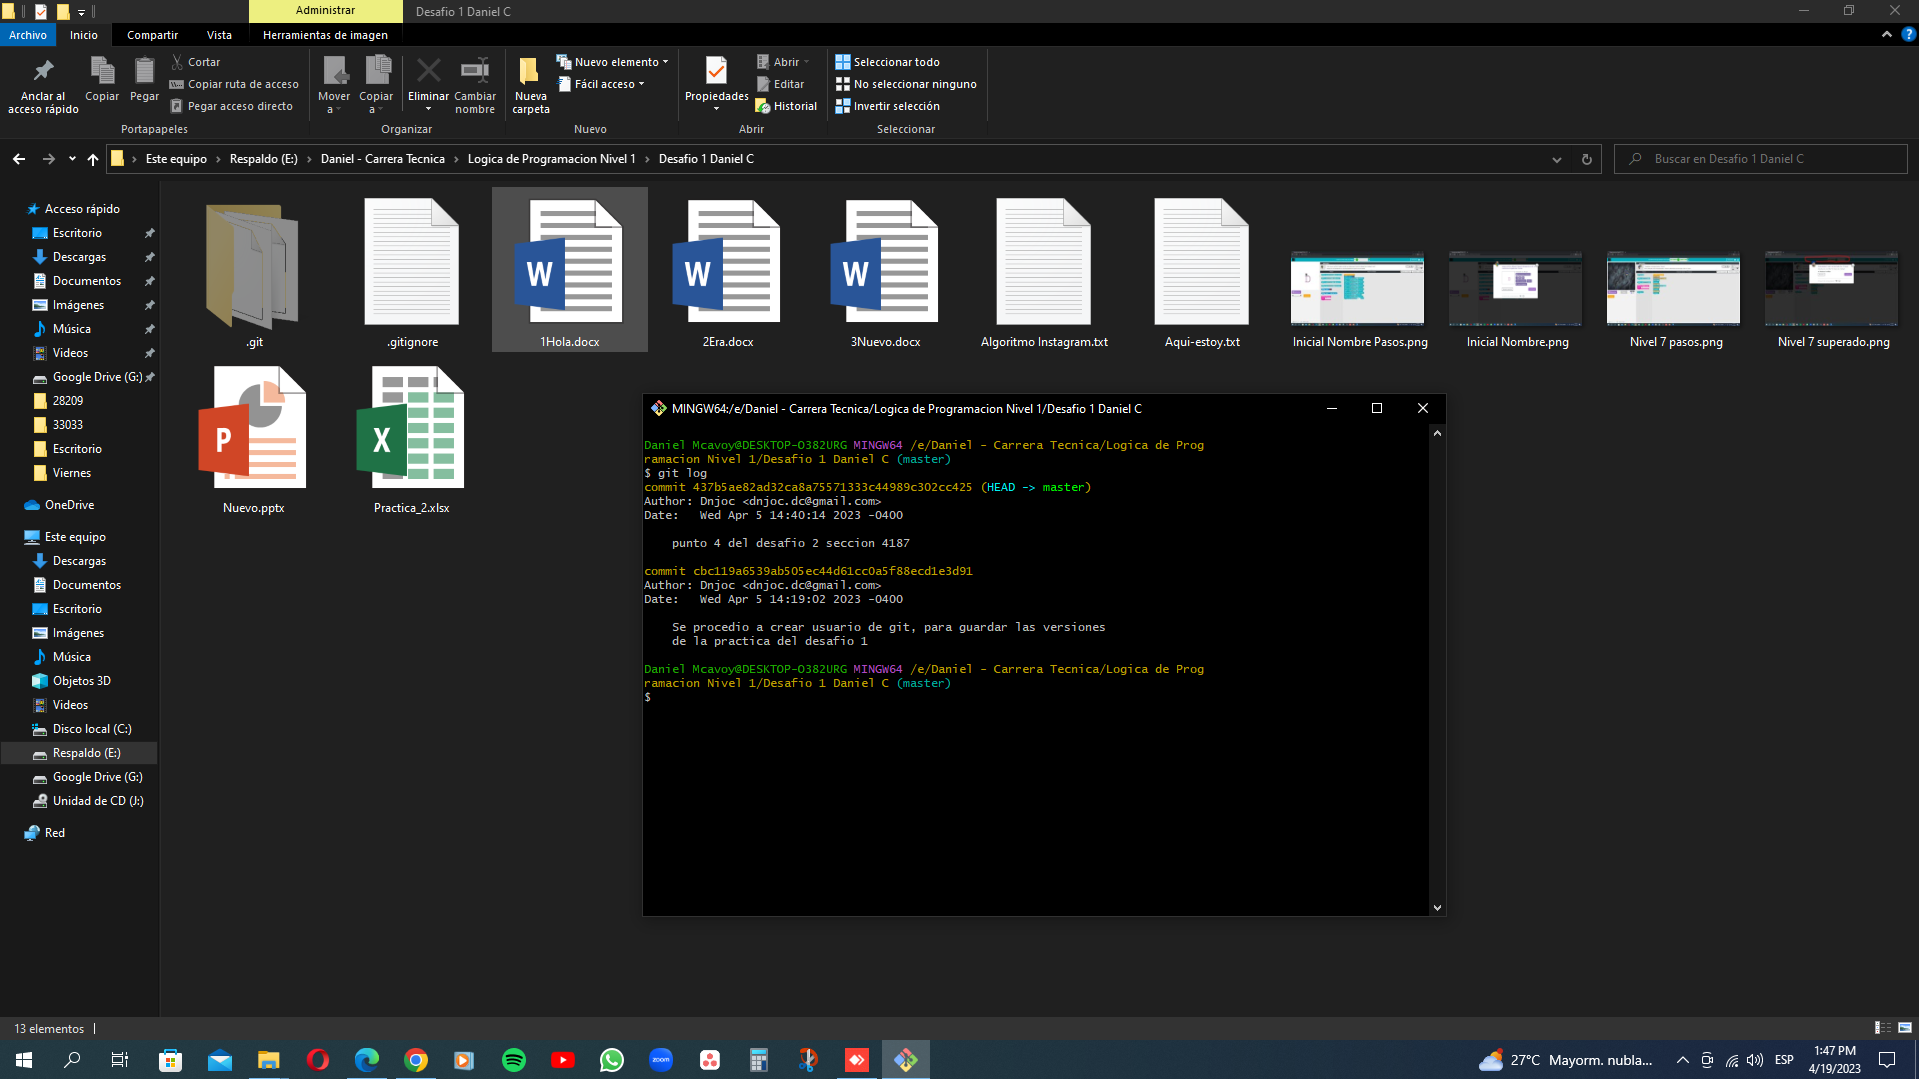 Administrar
Desafio 1 Daniel C
Archivo
Inicio
Compartir
Vista
Herramientas de imagen
Anclar al
acceso rápido
Copiar
Pegar
Cortar
Copiar ruta de acceso
Pegar acceso directo
Portapapeles
Mover
a
Copiar
a
Eliminar
Cambiar
nombre
Organizar
Nueva
carpeta
Nuevo elemento
Fácil acceso
Nuevo
Propiedades
Abrir
Editar
Historial
Abrir
Seleccionar todo
No seleccionar ninguno
Invertir selección
Seleccionar
Este equipo
Respaldo (E:)
Daniel - Carrera Tecnica
Logica de Programacion Nivel 1
Desafio 1 Daniel C
Buscar en Desafio 1 Daniel C
Acceso rápido
Escritorio
Descargas
Documentos
Imágenes
Música
Videos
Google Drive (G:)
28209
33033
Escritorio
Viernes
OneDrive
Este equipo
Descargas
Documentos
Escritorio
Imágenes
Música
Objetos 3D
Videos
Disco local (C:)
Respaldo (E:)
Google Drive (G:)
Unidad de CD (J:)
Red
.git
.gitignore
1Hola.docx
2Era.docx
3Nuevo.docx
Algoritmo Instagram.txt
Aqui-estoy.txt
Inicial Nombre Pasos.png
Inicial Nombre.png
Nivel 7 pasos.png
Nivel 7 superado.png
Nuevo.pptx
Practica_2.xlsx
MINGW64:/e/Daniel - Carrera Tecnica/Logica de Programacion Nivel 1/Desafio 1 Daniel C
Daniel Mcavoy@DESKTOP-O382URG MINGW64 /e/Daniel - Carrera Tecnica/Logica de Prog
ramacion Nivel 1/Desafio 1 Daniel C (master)
$ git log
commit 437b5ae82ad32ca8a75571333c44989c302cc425 (HEAD -> master)
Author: Dnjoc <dnjoc.dc@gmail.com>
Date:   Wed Apr 5 14:40:14 2023 -0400
punto 4 del desafio 2 seccion 4187
commit cbc119a6539ab505ec44d61cc0a5f88ecd1e3d91
Author: Dnjoc <dnjoc.dc@gmail.com>
Date:   Wed Apr 5 14:19:02 2023 -0400
Se procedio a crear usuario de git, para guardar las versiones
de la practica del desafio 1
Daniel Mcavoy@DESKTOP-O382URG MINGW64 /e/Daniel - Carrera Tecnica/Logica de Prog
ramacion Nivel 1/Desafio 1 Daniel C (master)
$
13 elementos
zoom
27°C Mayorm. nubla...
ESP
1:47 PM
4/19/2023